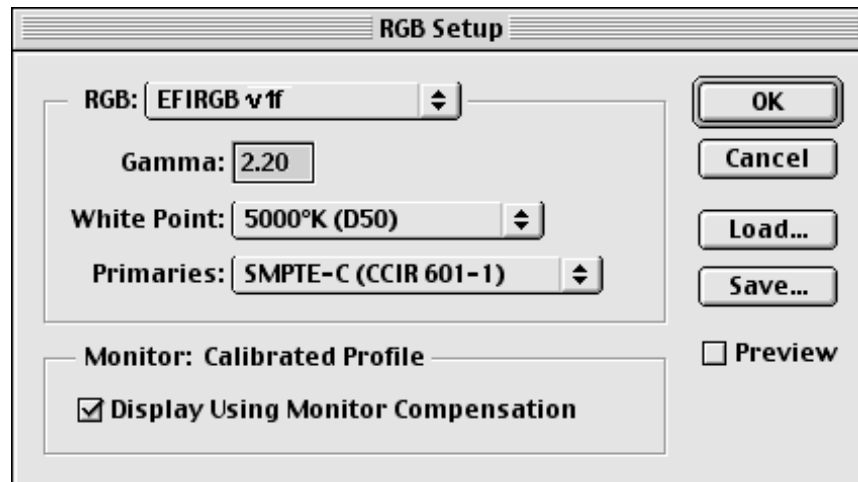 RGB Setup
RGB: EFIRGB v1f
Gamma: 2.20
White Point: 5000°K (D50)
Primaries: SMPTE-C (CCIR 601-1)
Monitor: Calibrated Profile
Display Using Monitor Compensation
OK
Cancel
Load...
Save...
Preview